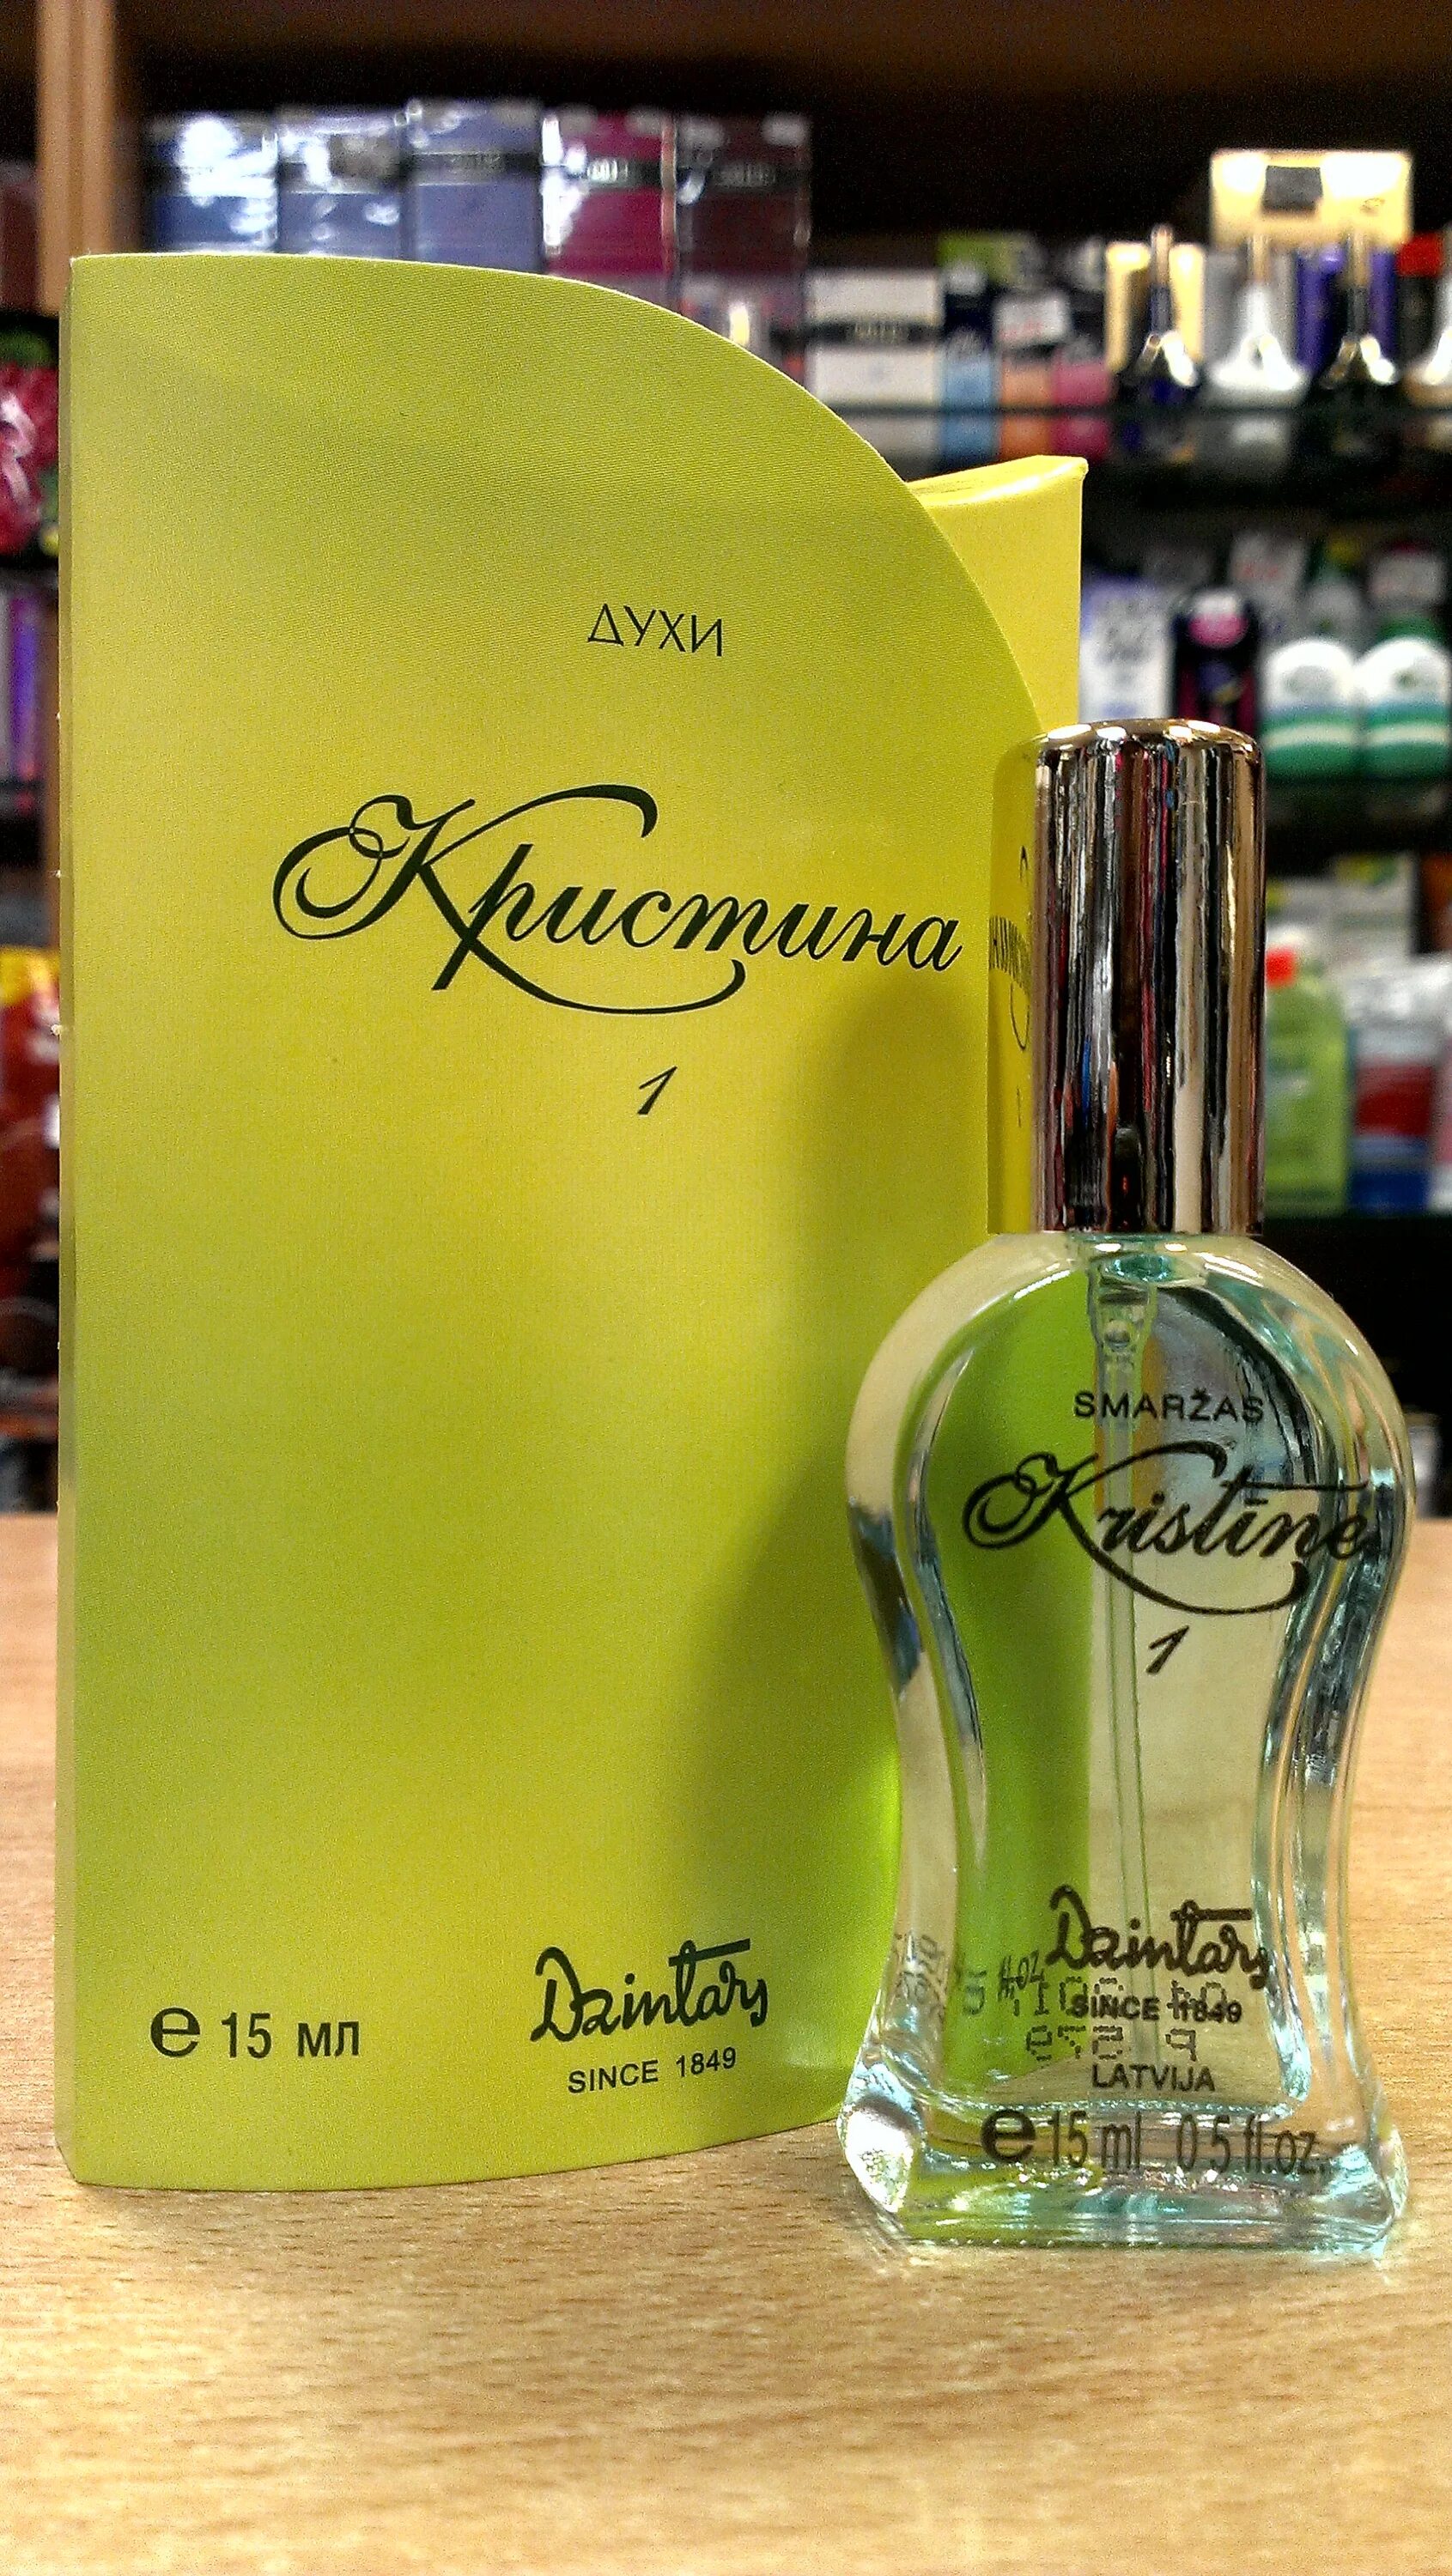 ДУХИ
Кристина
1
e 15 мл
Dzintars
SINCE 1849
SMARŽAS
Kristīne
1
Dzintars
SINCE 1849
LATVIJA
e 15 ml 0.5 fl.oz.